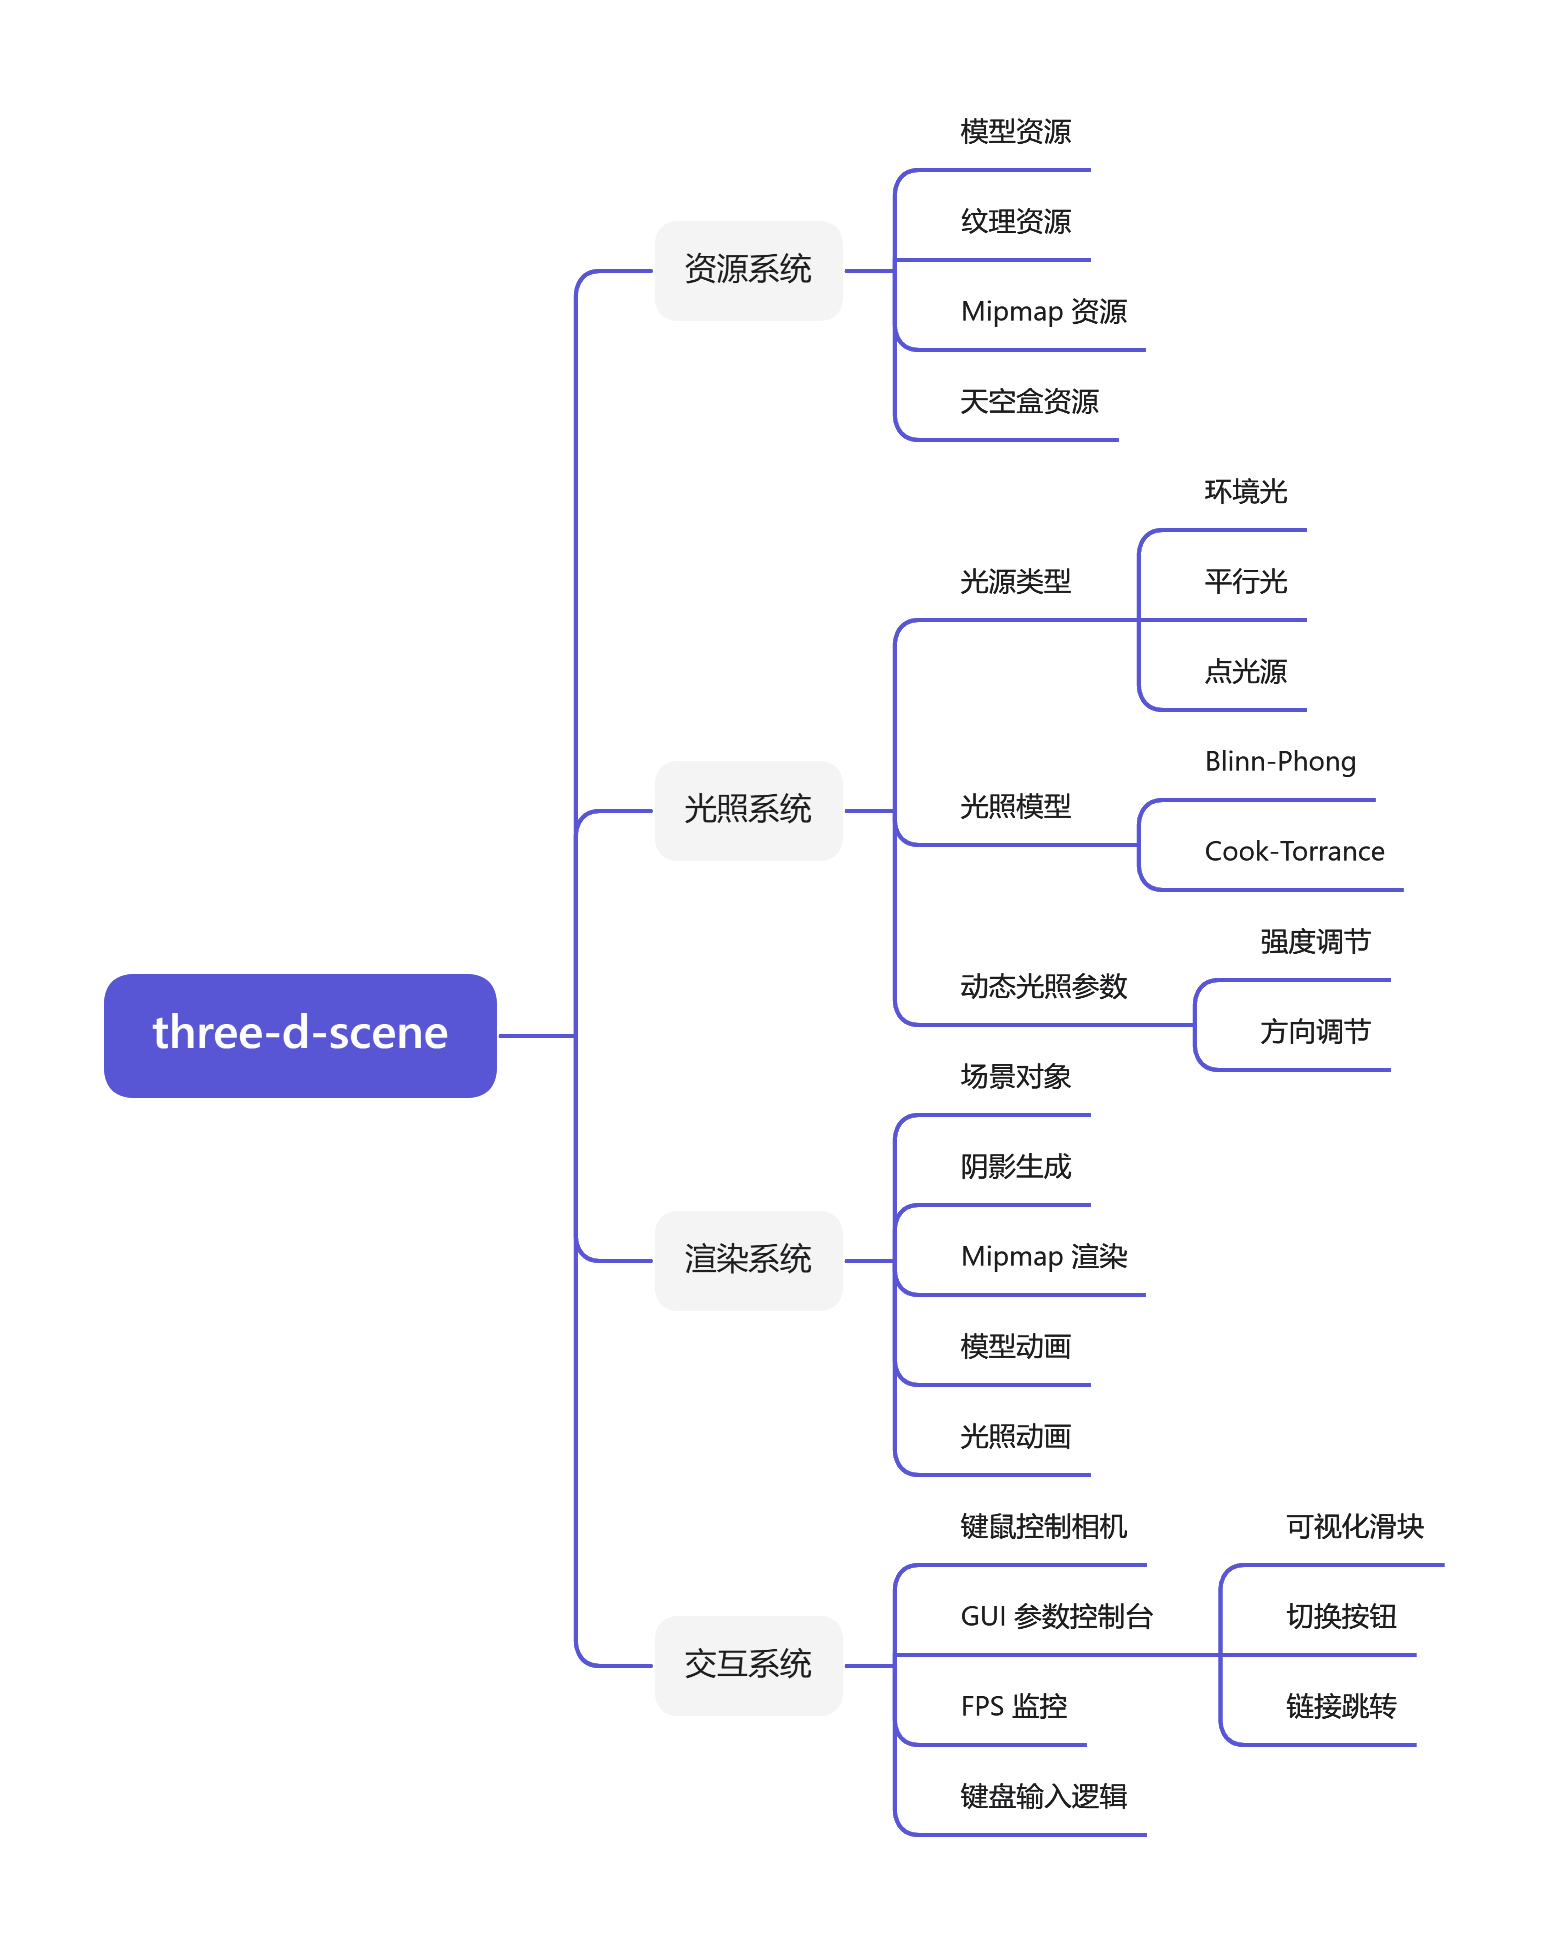 three-d-scene
资源系统
模型资源
纹理资源
Mipmap 资源
天空盒资源
光照系统
光源类型
环境光
平行光
点光源
光照模型
Blinn-Phong
Cook-Torrance
动态光照参数
强度调节
方向调节
渲染系统
场景对象
阴影生成
Mipmap 渲染
模型动画
光照动画
交互系统
键鼠控制相机
GUI 参数控制台
可视化滑块
切换按钮
链接跳转
FPS 监控
键盘输入逻辑